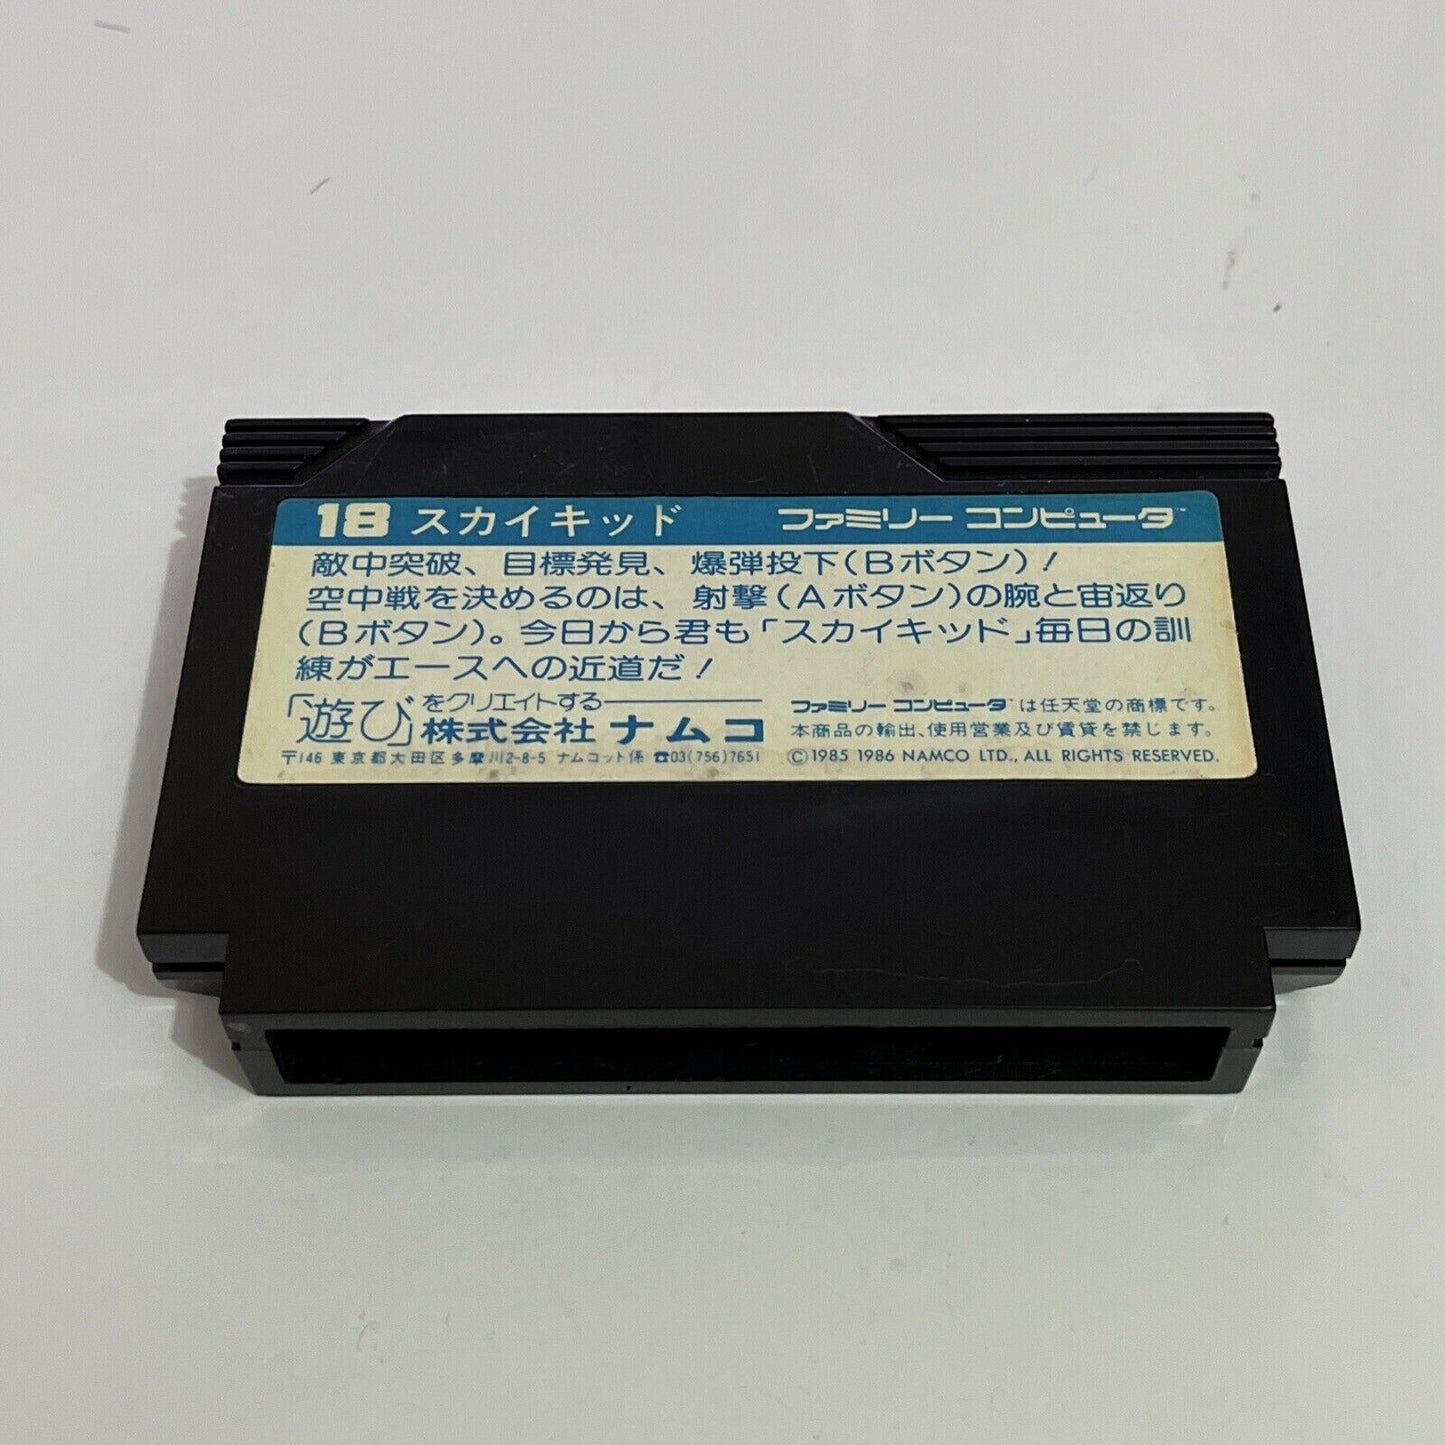 18 スカイキッド ファミリー コンピュータ™
敵中突破、目標発見、爆弾投下(Bボタン)!
空中戦を決めるのは、射撃(Aボタン)の腕と宙返り
(Bボタン)。今日から君も「スカイキッド」毎日の訓
練がエースへの近道だ!
「遊び」をクリエイトする
株式会社 ナムコ
〒146 東京都大田区多摩川2-8-5 ナムコット係 ☎03(756)7651
ファミリー コンピュータ™は任天堂の商標です。
本商品の輸出、使用営業及び賃貸を禁じます。
©1985 1986 NAMCO LTD., ALL RIGHTS RESERVED.